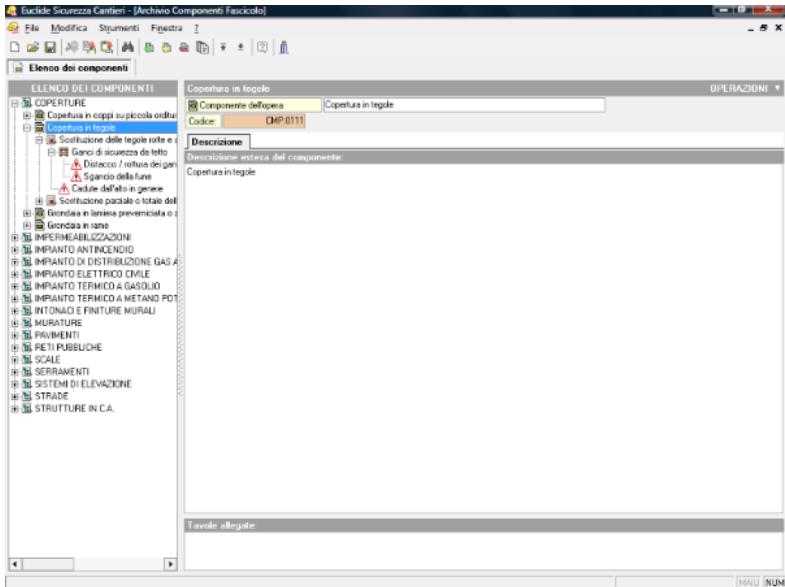 Euclide Sicurezza Cantieri - [Archivio Componenti Fascicolo]
File Modifica Strumenti Finestra ?
Elenco dei componenti
ELENCO DEI COMPONENTI
COPERTURE
Copertura in coppi su piccola orditur
Copertura in tegole
Sostituzione delle tegole rotte e
Ganci di sicurezza da tetto
Distacco / rottura dei gan
Sgancio della fune
Cadute dall'alto in genere
Sostituzione parziale o totale del
Grondaia in lamiera preverniciata o
Grondaia in rame
IMPERMEABILIZZAZIONI
IMPIANTO ANTINCENDIO
IMPIANTO DI DISTRIBUZIONE GAS A
IMPIANTO ELETTRICO CIVILE
IMPIANTO TERMICO A GASOLIO
IMPIANTO TERMICO A METANO POT
INTONACI E FINITURE MURALI
MURATURE
PAVIMENTI
RETI PUBBLICHE
SCALE
SERRAMENTI
SISTEMI DI ELEVAZIONE
STRADE
STRUTTURE IN C.A.
Copertura in tegole OPERAZIONI
Componente dell'opera: Copertura in tegole
Codice: CMP.0111
Descrizione
Descrizione estesa del componente:
Copertura in tegole
Tavole allegate:
MAIU NUM